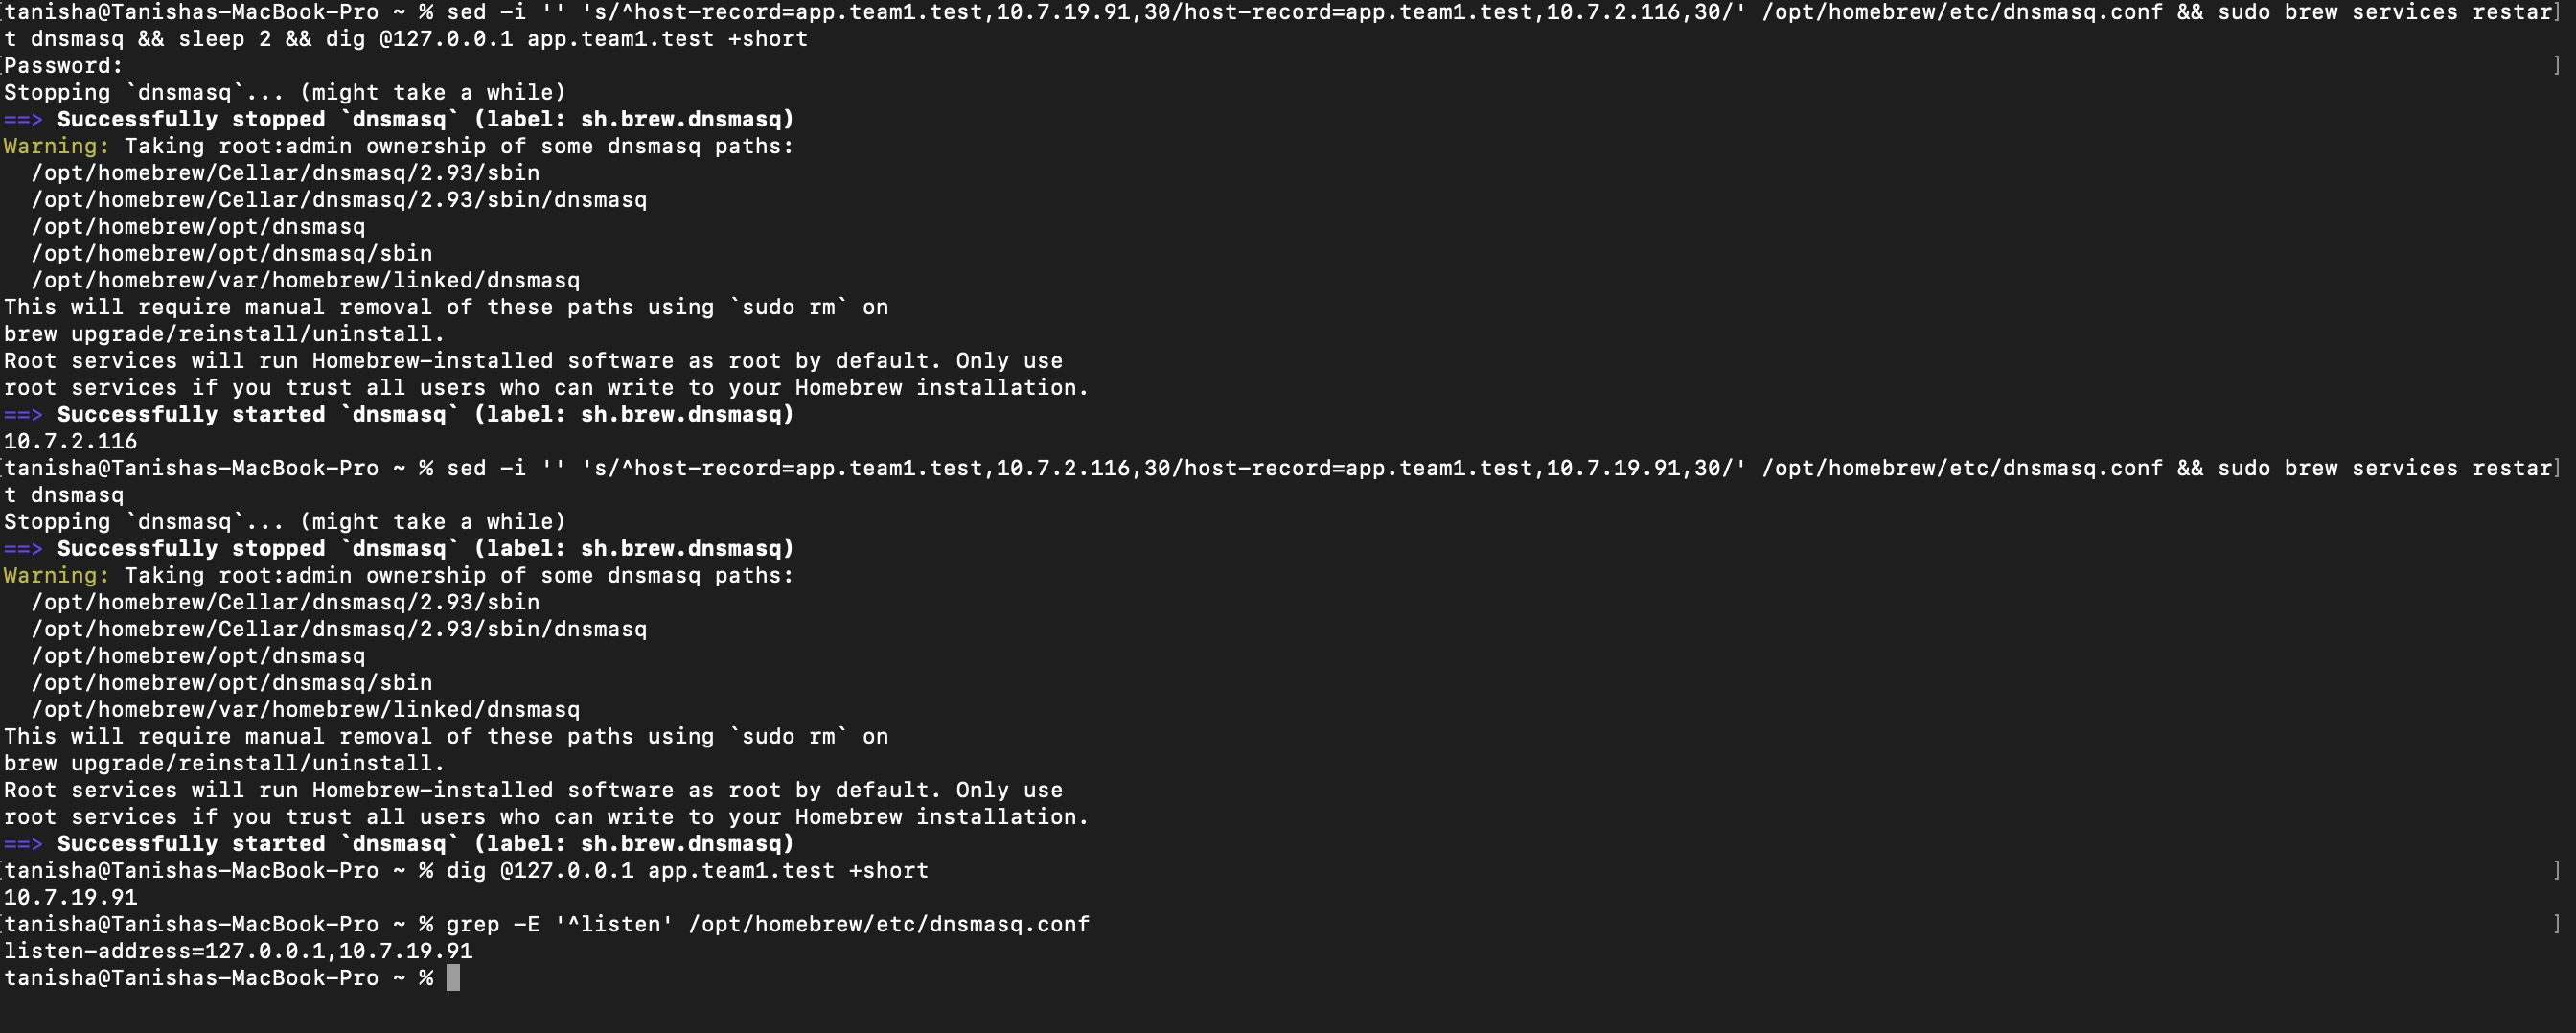 [tanisha@Tanishas-MacBook-Pro ~ % sed -i '' 's/^host-record=app.team1.test,10.7.19.91,30/host-record=app.team1.test,10.7.2.116,30/' /opt/homebrew/etc/dnsmasq.conf && sudo brew services restar]
t dnsmasq && sleep 2 && dig @127.0.0.1 app.team1.test +short
[Password: ]
Stopping `dnsmasq`... (might take a while)
==> Successfully stopped `dnsmasq` (label: sh.brew.dnsmasq)
Warning: Taking root:admin ownership of some dnsmasq paths:
  /opt/homebrew/Cellar/dnsmasq/2.93/sbin
  /opt/homebrew/Cellar/dnsmasq/2.93/sbin/dnsmasq
  /opt/homebrew/opt/dnsmasq
  /opt/homebrew/opt/dnsmasq/sbin
  /opt/homebrew/var/homebrew/linked/dnsmasq
This will require manual removal of these paths using `sudo rm` on
brew upgrade/reinstall/uninstall.
Root services will run Homebrew-installed software as root by default. Only use
root services if you trust all users who can write to your Homebrew installation.
==> Successfully started `dnsmasq` (label: sh.brew.dnsmasq)
10.7.2.116
[tanisha@Tanishas-MacBook-Pro ~ % sed -i '' 's/^host-record=app.team1.test,10.7.2.116,30/host-record=app.team1.test,10.7.19.91,30/' /opt/homebrew/etc/dnsmasq.conf && sudo brew services restar]
t dnsmasq
Stopping `dnsmasq`... (might take a while)
==> Successfully stopped `dnsmasq` (label: sh.brew.dnsmasq)
Warning: Taking root:admin ownership of some dnsmasq paths:
  /opt/homebrew/Cellar/dnsmasq/2.93/sbin
  /opt/homebrew/Cellar/dnsmasq/2.93/sbin/dnsmasq
  /opt/homebrew/opt/dnsmasq
  /opt/homebrew/opt/dnsmasq/sbin
  /opt/homebrew/var/homebrew/linked/dnsmasq
This will require manual removal of these paths using `sudo rm` on
brew upgrade/reinstall/uninstall.
Root services will run Homebrew-installed software as root by default. Only use
root services if you trust all users who can write to your Homebrew installation.
==> Successfully started `dnsmasq` (label: sh.brew.dnsmasq)
[tanisha@Tanishas-MacBook-Pro ~ % dig @127.0.0.1 app.team1.test +short ]
10.7.19.91
[tanisha@Tanishas-MacBook-Pro ~ % grep -E '^listen' /opt/homebrew/etc/dnsmasq.conf ]
listen-address=127.0.0.1,10.7.19.91
tanisha@Tanishas-MacBook-Pro ~ %